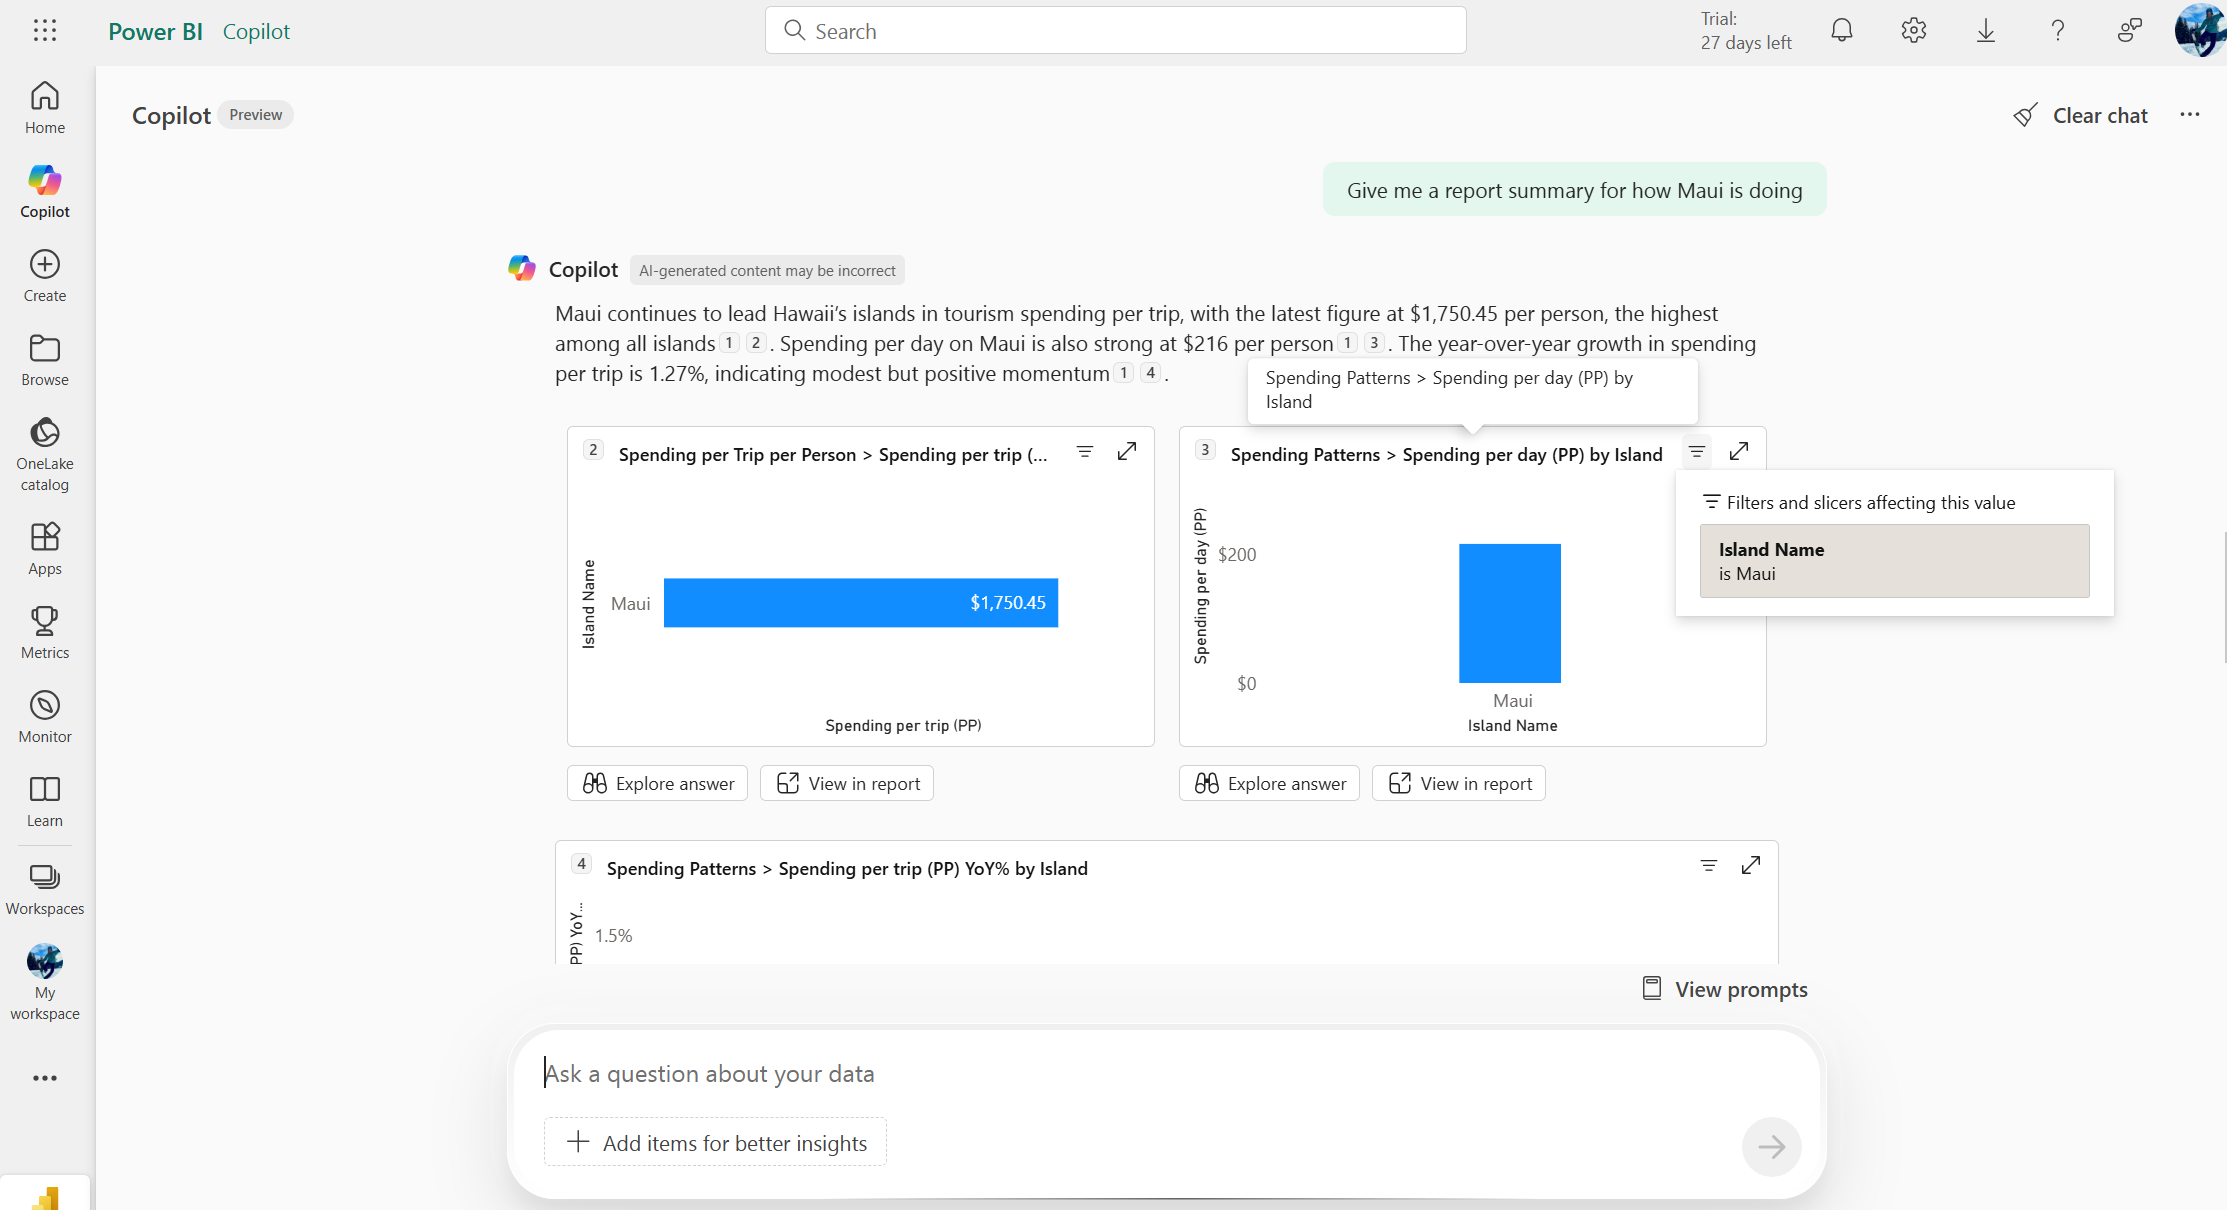 Power BI Copilot
Search
Trial:
27 days left
Home
Copilot
Create
Browse
OneLake
catalog
Apps
Metrics
Monitor
Learn
Workspaces
My
workspace
Copilot Preview
Clear chat
Give me a report summary for how Maui is doing
Copilot AI-generated content may be incorrect
Maui continues to lead Hawaii’s islands in tourism spending per trip, with the latest figure at $1,750.45 per person, the highest
among all islands 1 2 . Spending per day on Maui is also strong at $216 per person 1 3 . The year-over-year growth in spending
per trip is 1.27%, indicating modest but positive momentum 1 4 .
Spending Patterns > Spending per day (PP) by
Island
2 Spending per Trip per Person > Spending per trip (...
Island Name
Maui
$1,750.45
Spending per trip (PP)
Explore answer
View in report
3 Spending Patterns > Spending per day (PP) by Island
Spending per day (PP)
$200
$0
Maui
Island Name
Explore answer
View in report
Filters and slicers affecting this value
Island Name
is Maui
4 Spending Patterns > Spending per trip (PP) YoY% by Island
PP) YoY...
1.5%
View prompts
Ask a question about your data
Add items for better insights